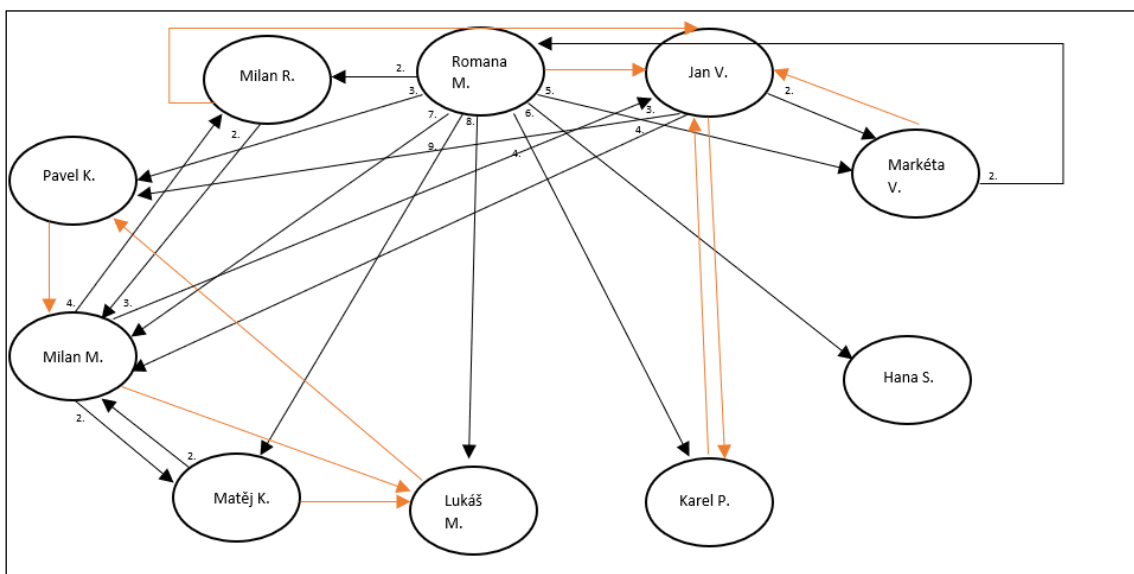 Romana
M.
Milan R.
Jan V.
2.
3.
5.
2.
7.
8.
6.
3.
4.
2.
9.
4.
Markéta
V.
2.
Pavel K.
4.
3.
Milan M.
Hana S.
2.
2.
Matěj K.
Lukáš
M.
Karel P.